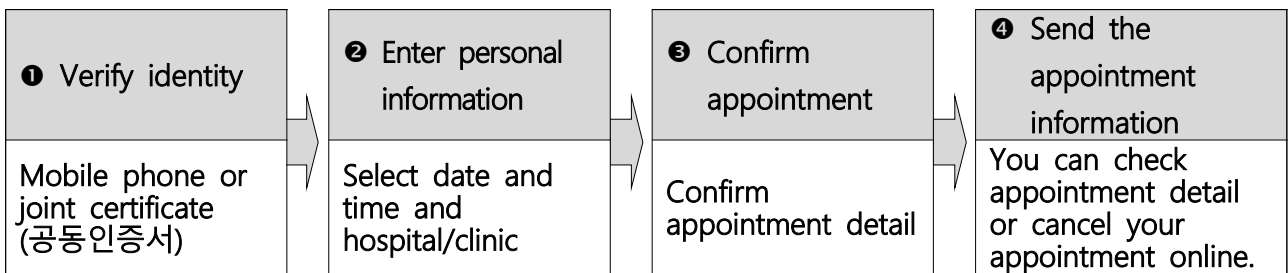 ❶ Verify identity
Mobile phone or
joint certificate
(공동인증서)
❷ Enter personal
information
Select date and
time and
hospital/clinic
❸ Confirm
appointment
Confirm
appointment detail
❹ Send the
appointment
information
You can check
appointment detail
or cancel your
appointment online.